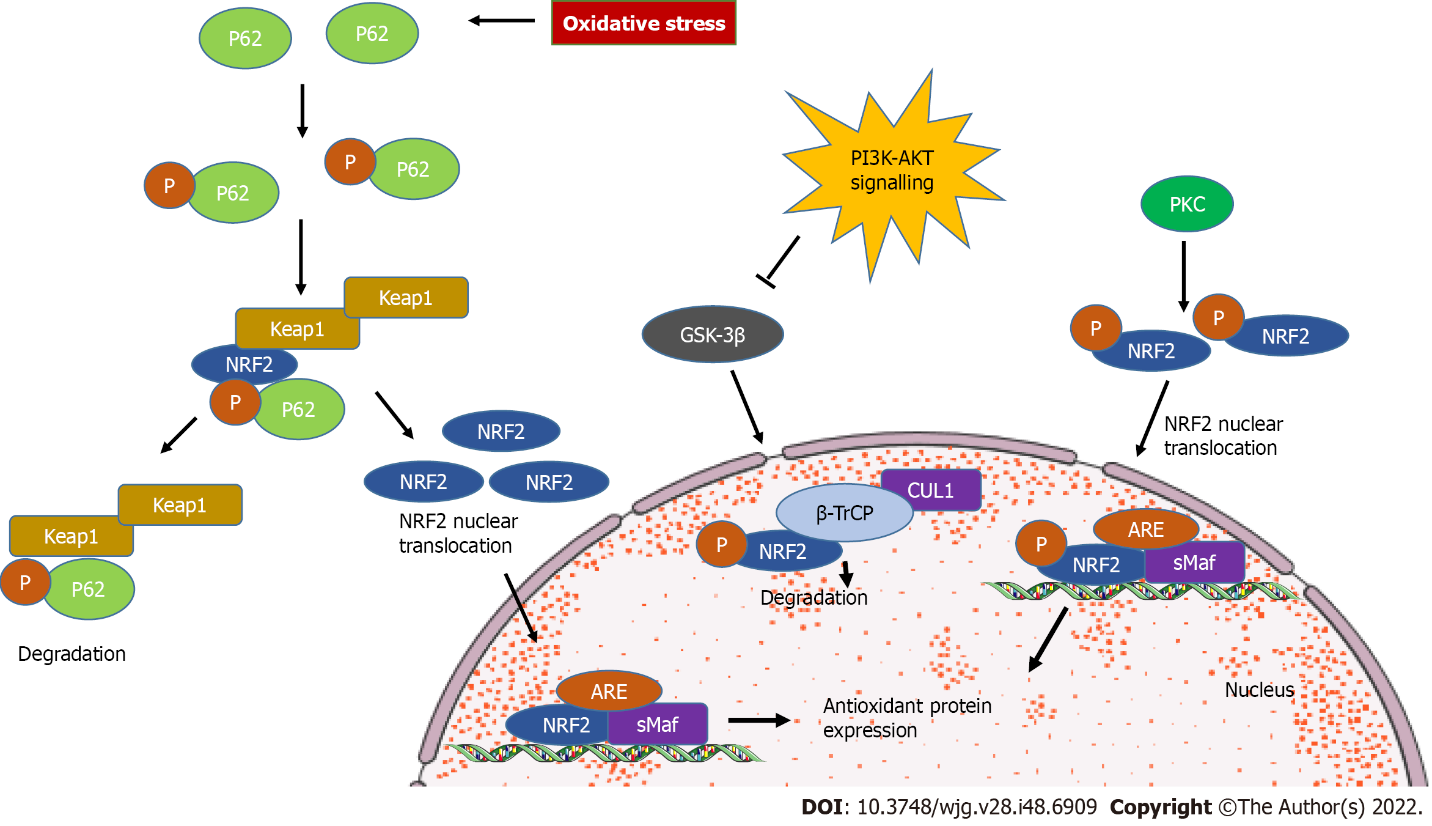 P62
P62
Oxidative stress
P
P62
P
P62
PI3K-AKT
signalling
PKC
Keap1
Keap1
NRF2
P
P62
GSK-3β
P
NRF2
P
NRF2
NRF2
NRF2
NRF2
NRF2 nuclear
translocation
NRF2 nuclear
translocation
Keap1
Keap1
P
P62
Degradation
CUL1
β-TrCP
P
NRF2
Degradation
ARE
P
NRF2
sMaf
ARE
NRF2
sMaf
Antioxidant protein
expression
Nucleus
DOI: 10.3748/wjg.v28.i48.6909 Copyright ©The Author(s) 2022.